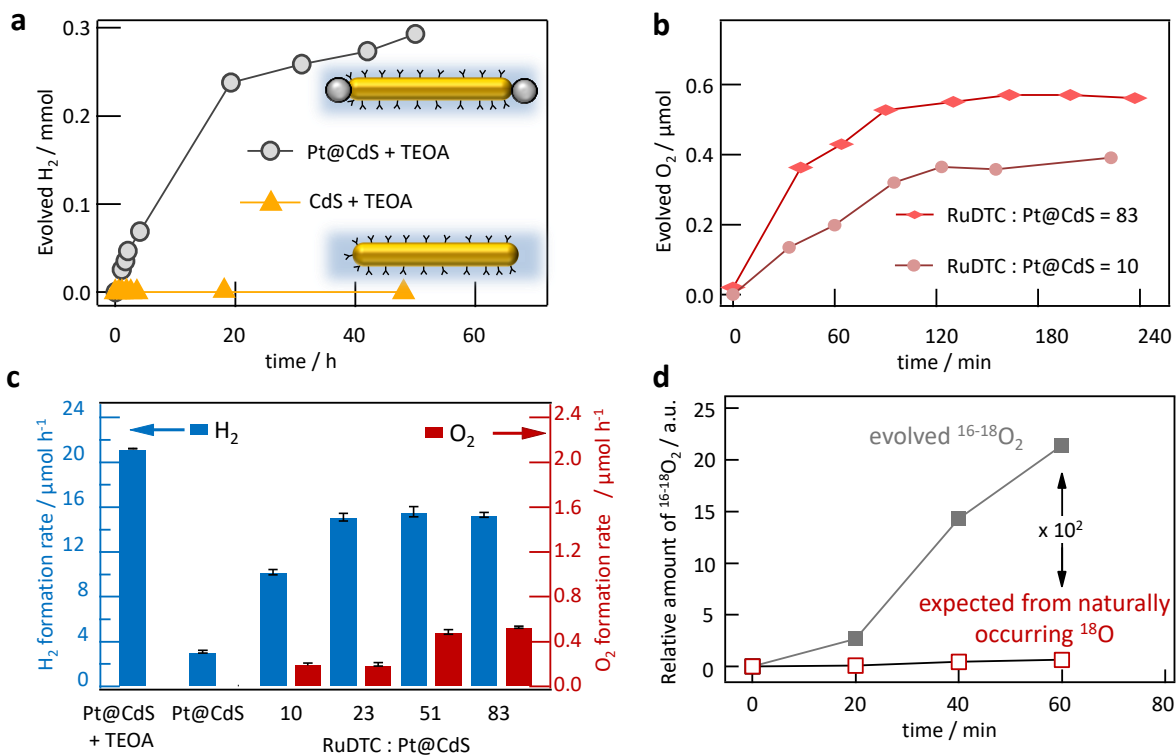 a
0.3
0.2
0.1
0.0
Evolved H₂ / mmol
Pt@CdS + TEOA
CdS + TEOA
0 20 40 60
time / h
b
0.6
0.4
0.2
0.0
Evolved O₂ / µmol
RuDTC : Pt@CdS = 83
RuDTC : Pt@CdS = 10
0 60 120 180 240
time / min
c
24
20
16
12
8
4
0
H₂ formation rate / µmol h⁻¹
H₂
O₂
2.4
2.0
1.6
1.2
0.8
0.4
0.0
O₂ formation rate / µmol h⁻¹
Pt@CdS
+ TEOA
Pt@CdS
10 23 51 83
RuDTC : Pt@CdS
d
25
20
15
10
5
0
Relative amount of ¹⁶⁻¹⁸O₂ / a.u.
evolved ¹⁶⁻¹⁸O₂
x 10²
expected from naturally
occurring ¹⁸O
0 20 40 60 80
time / min